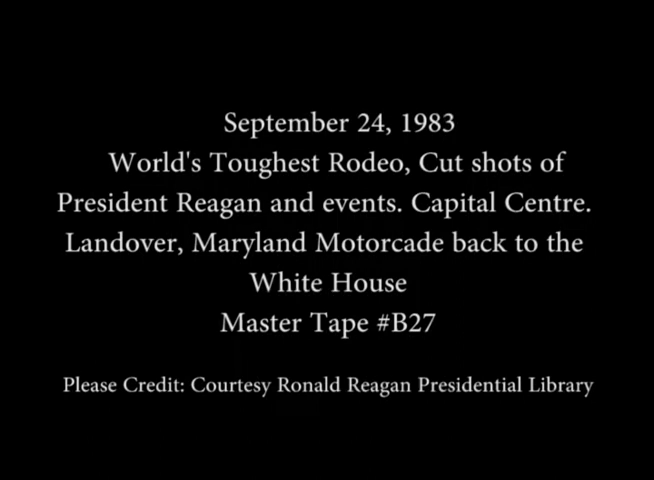 September 24, 1983
World's Toughest Rodeo, Cut shots of
President Reagan and events. Capital Centre.
Landover, Maryland Motorcade back to the
White House
Master Tape #B27
Please Credit: Courtesy Ronald Reagan Presidential Library